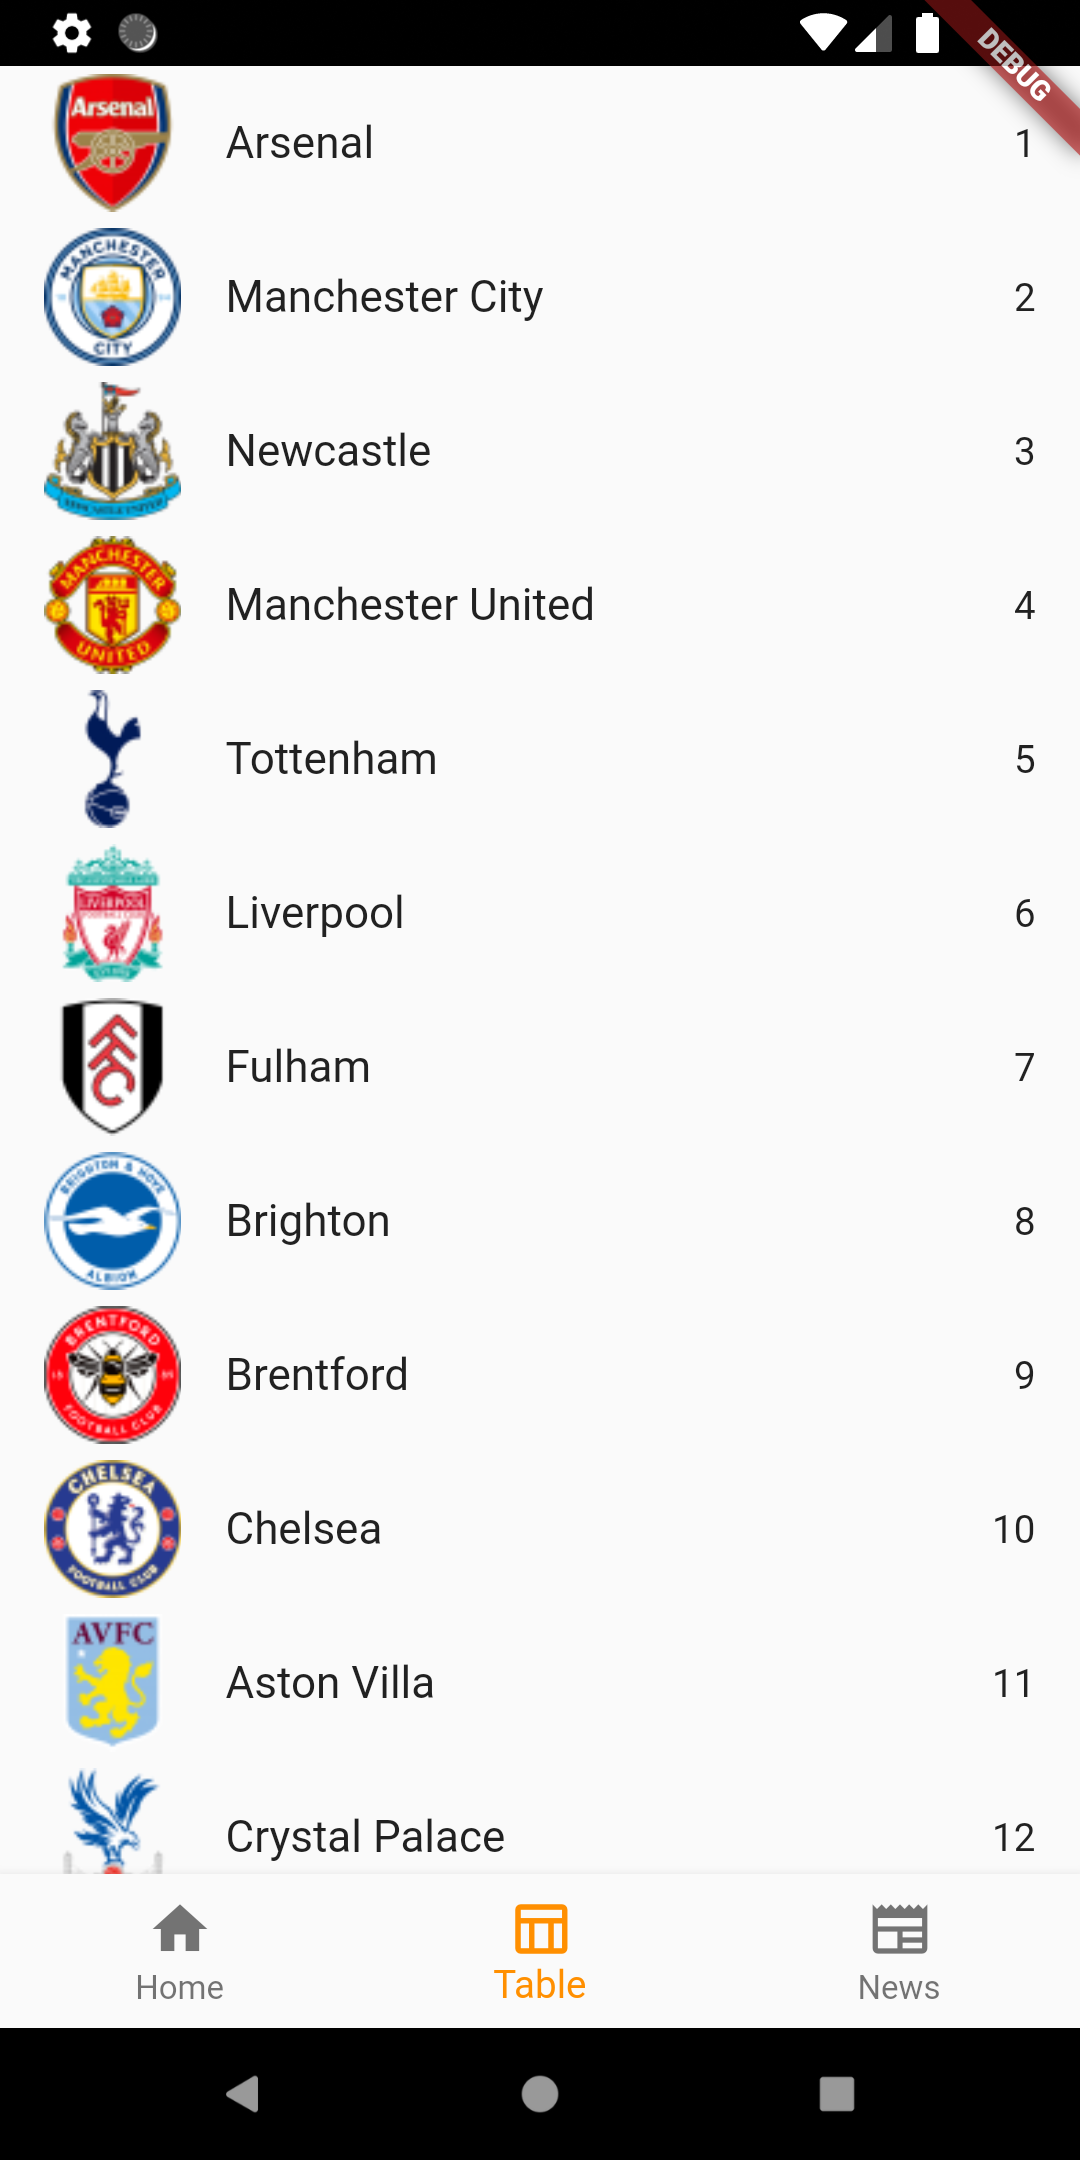 DEBUG
Arsenal
Arsenal 1
MANCHESTER
CITY
Manchester City 2
Newcastle 3
MANCHESTER
UNITED
Manchester United 4
Tottenham 5
LIVERPOOL
Liverpool 6
FFC
Fulham 7
BRIGHTON & HOVE
ALBION
Brighton 8
BRENTFORD
FOOTBALL CLUB
Brentford 9
CHELSEA
FOOTBALL CLUB
Chelsea 10
AVFC
Aston Villa 11
Crystal Palace 12
Home
Table
News